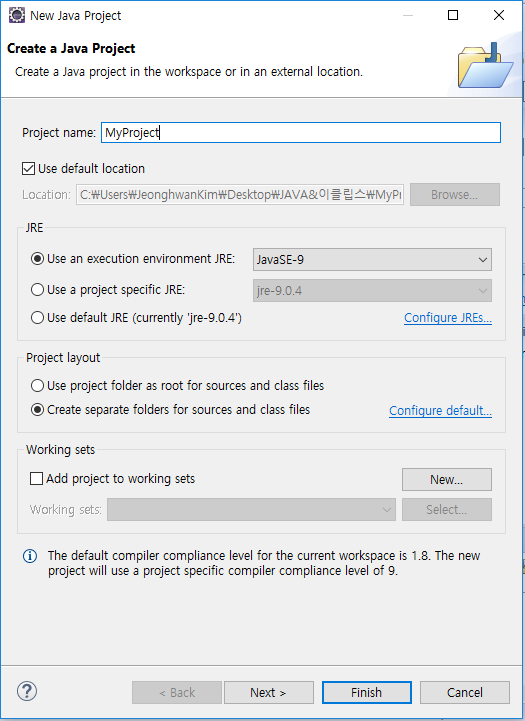 New Java Project
Create a Java Project
Create a Java project in the workspace or in an external location.
Project name: MyProject
Use default location
Location: C:₩Users₩JeonghwanKim₩Desktop₩JAVA&이클립스₩MyPr
Browse...
JRE
Use an execution environment JRE: JavaSE-9
Use a project specific JRE: jre-9.0.4
Use default JRE (currently 'jre-9.0.4') Configure JREs...
Project layout
Use project folder as root for sources and class files
Create separate folders for sources and class files Configure default...
Working sets
Add project to working sets New...
Working sets: Select...
The default compiler compliance level for the current workspace is 1.8. The new
project will use a project specific compiler compliance level of 9.
? < Back Next > Finish Cancel